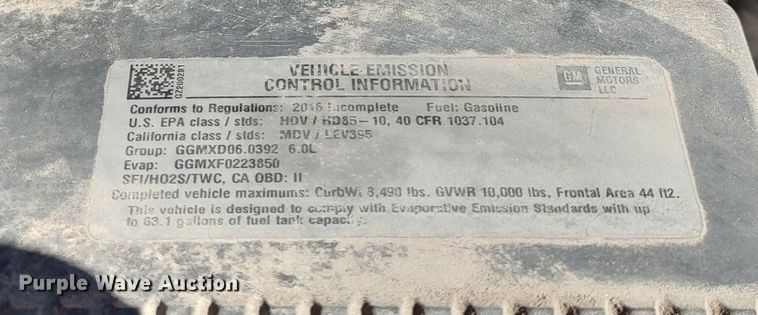 VEHICLE EMISSION
CONTROL INFORMATION
GM
GENERAL
MOTORS
LLC
Conforms to Regulations: 2016 Incomplete Fuel: Gasoline
U.S. EPA class / stds: HDV / HD85-10, 40 CFR 1037.104
California class / stds: MDV / LEV395
Group: GGMXD06.0392 6.0L
Evap: GGMXF0223850
SFI/HO2S/TWC, CA OBD: II
Completed vehicle maximums: CurbWt 8,490 lbs, GVWR 10,000 lbs, Frontal Area 44 ft2.
This vehicle is designed to comply with Evaporative Emission Standards with up
to 63.1 gallons of fuel tank capacity.
Purple Wave Auction